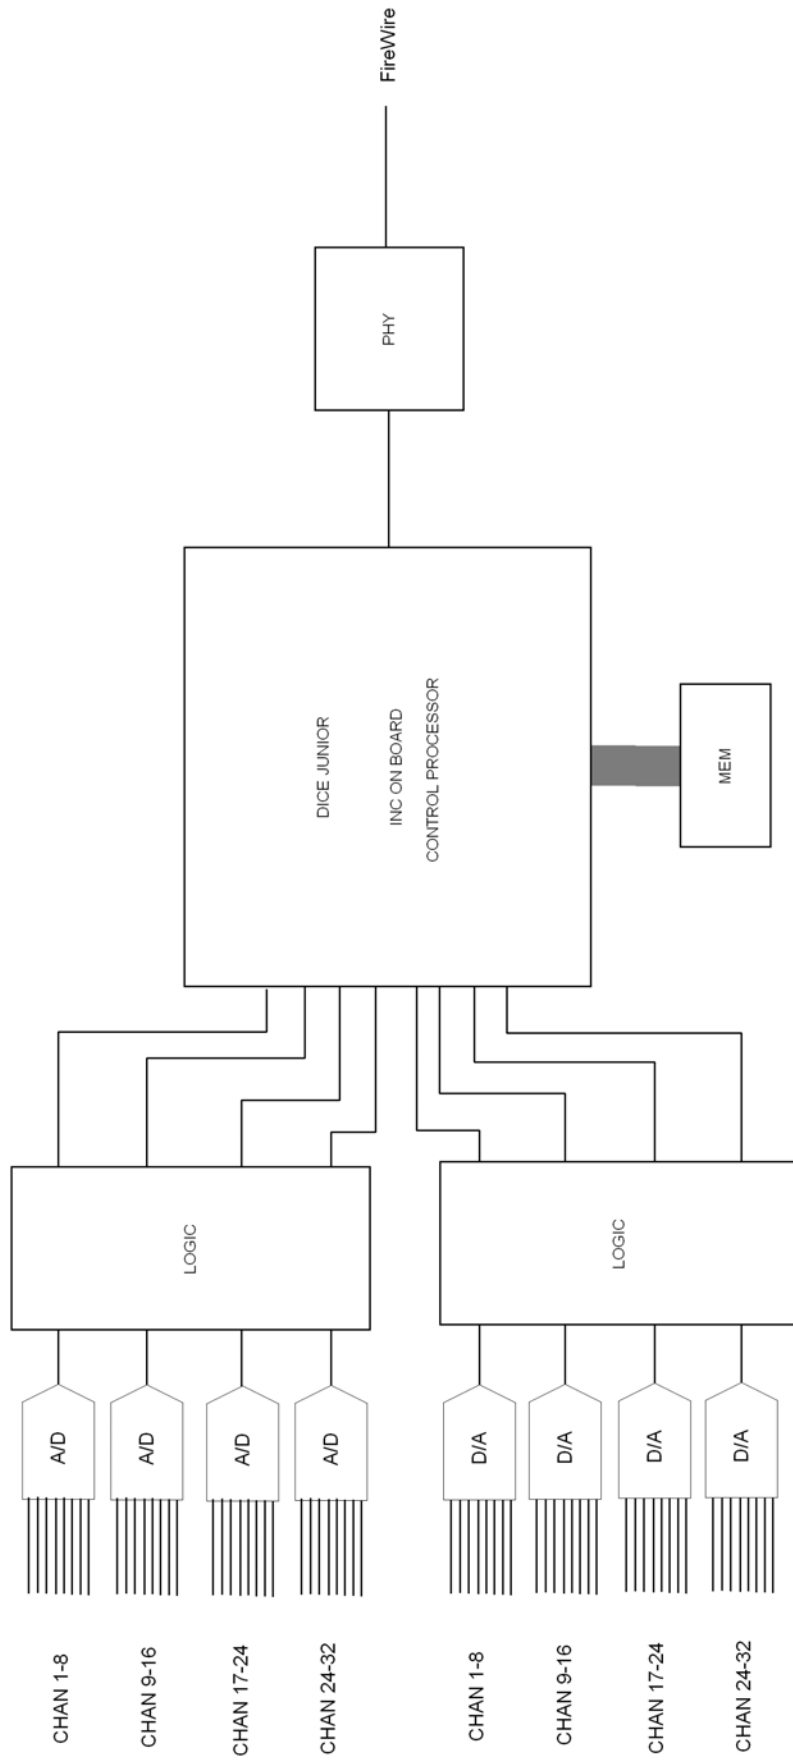 CHAN 1-8
A/D
CHAN 9-16
A/D
CHAN 17-24
A/D
CHAN 24-32
A/D
LOGIC
CHAN 1-8
D/A
CHAN 9-16
D/A
CHAN 17-24
D/A
CHAN 24-32
D/A
LOGIC
DICE JUNIOR
INC ON BOARD
CONTROL PROCESSOR
MEM
PHY
FireWire